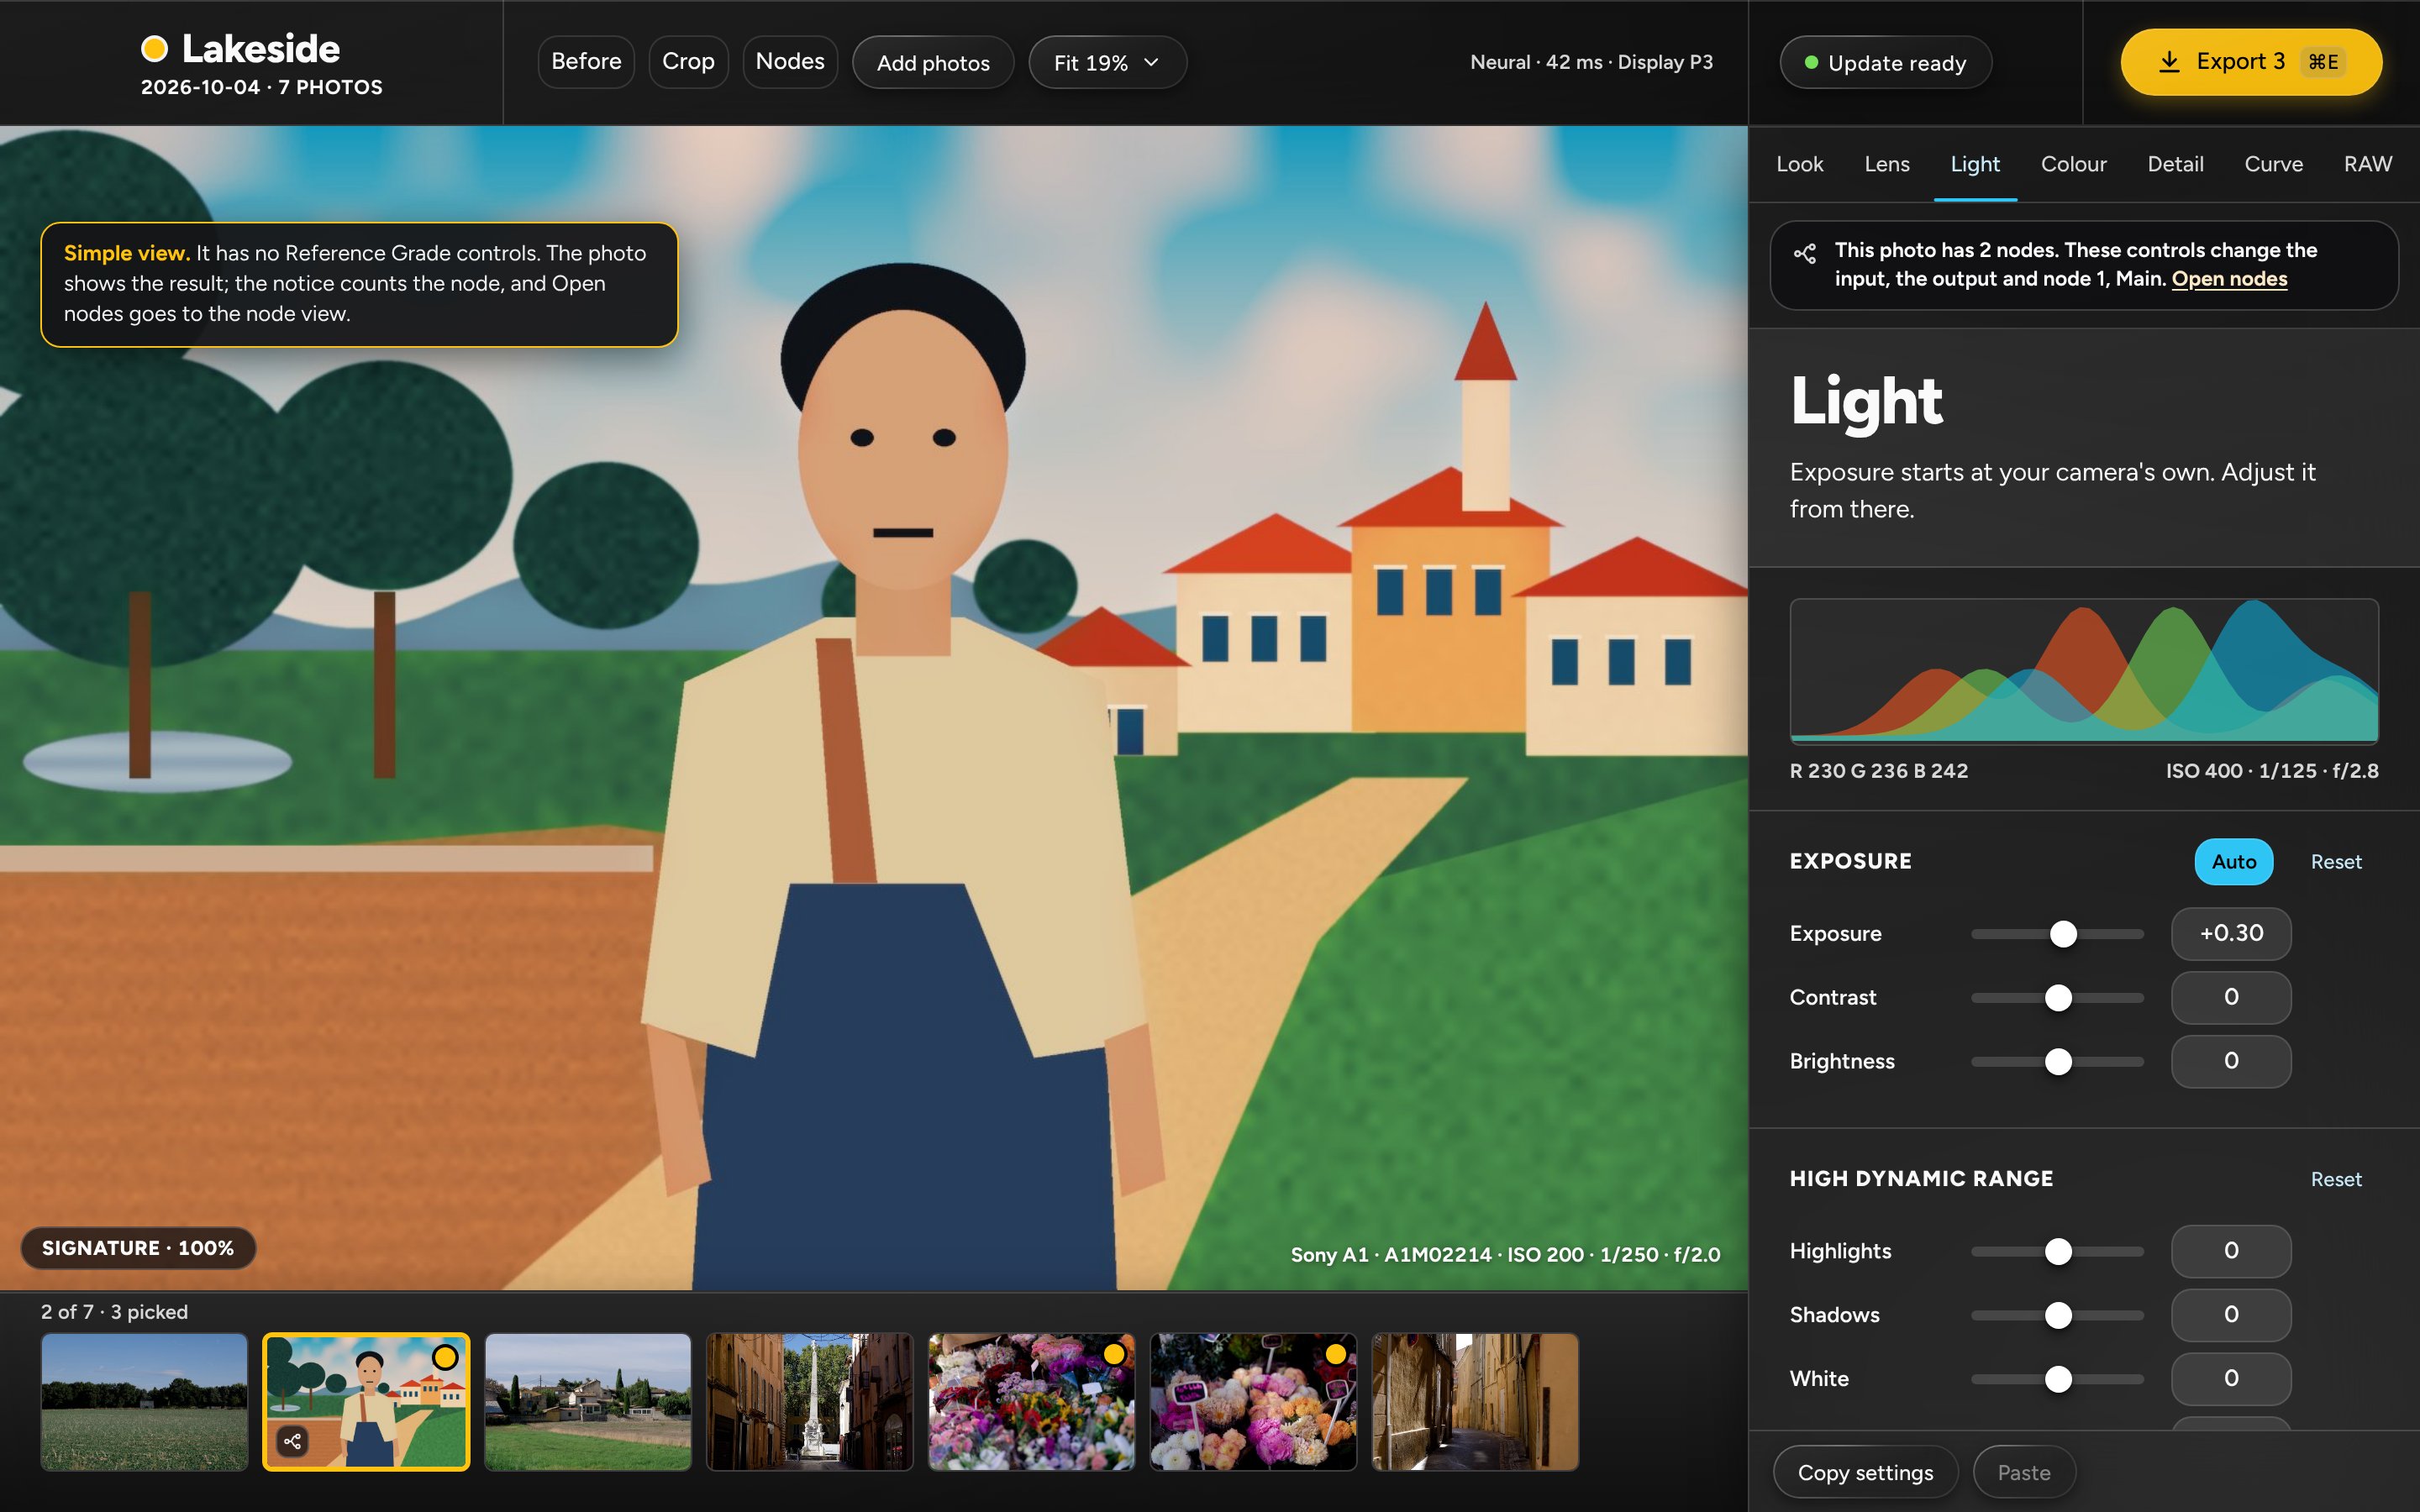 Lakeside
2026-10-04 · 7 PHOTOS
Before
Crop
Nodes
Add photos
Fit 19%
Neural · 42 ms · Display P3
Update ready
Export 3 ⌘E
Look
Lens
Light
Colour
Detail
Curve
RAW
Simple view. It has no Reference Grade controls. The photo
shows the result; the notice counts the node, and Open
nodes goes to the node view.
This photo has 2 nodes. These controls change the
input, the output and node 1, Main. Open nodes
Light
Exposure starts at your camera's own. Adjust it
from there.
R 230 G 236 B 242
ISO 400 · 1/125 · f/2.8
EXPOSURE
Auto
Reset
Exposure
+0.30
Contrast
0
Brightness
0
HIGH DYNAMIC RANGE
Reset
Highlights
0
Shadows
0
White
0
SIGNATURE · 100%
Sony A1 · A1M02214 · ISO 200 · 1/250 · f/2.0
2 of 7 · 3 picked
Copy settings
Paste